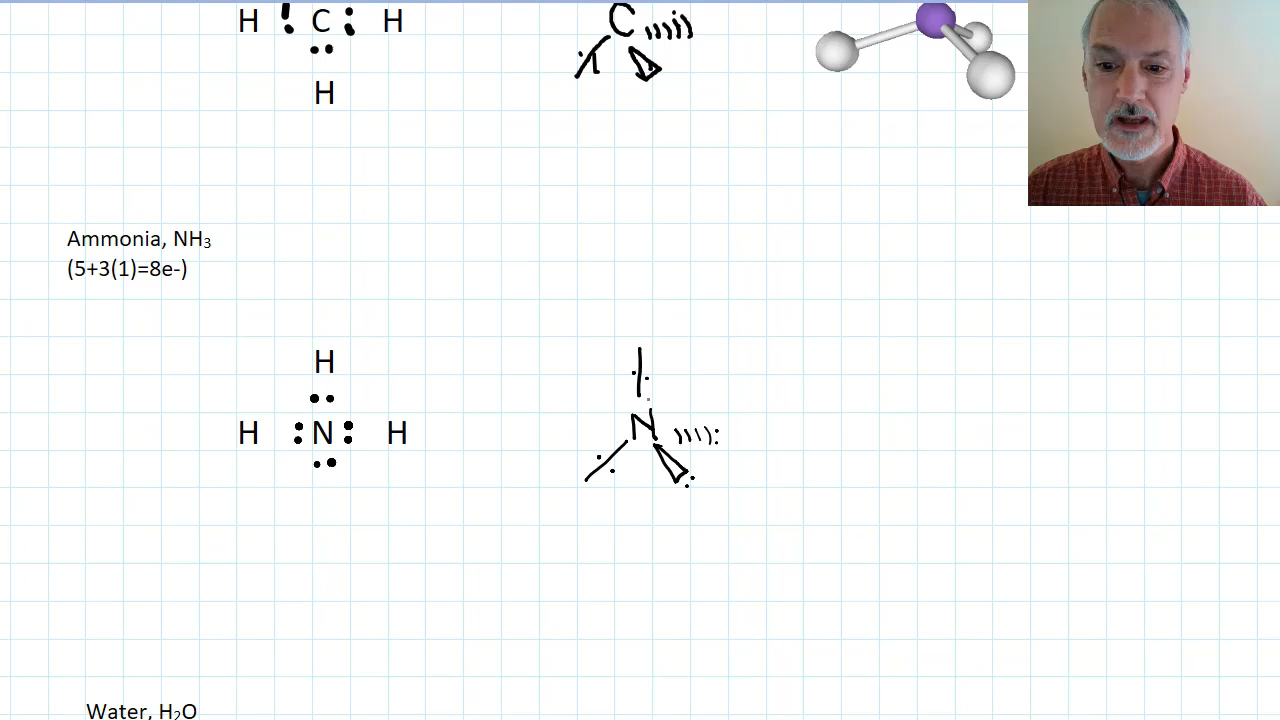 H C H
H
Ammonia, NH₃
(5+3(1)=8e-)
H
H N H
N
Water, H₂O